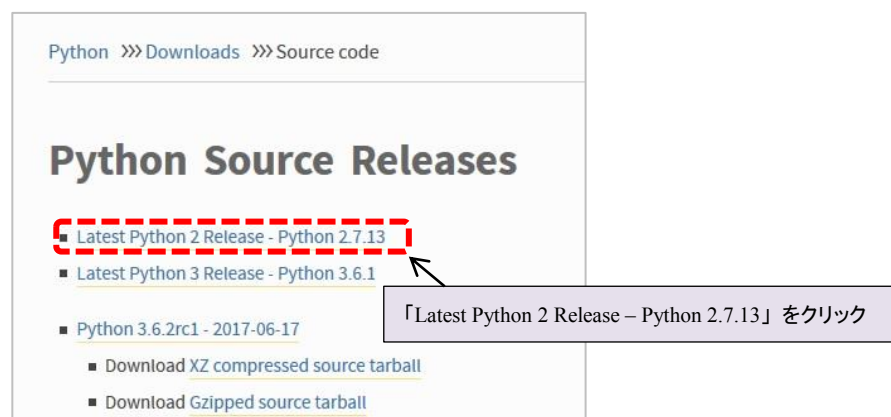 Python >>> Downloads >>> Source code
Python Source Releases
Latest Python 2 Release - Python 2.7.13
Latest Python 3 Release - Python 3.6.1
「Latest Python 2 Release – Python 2.7.13」 をクリック
Python 3.6.2rc1 - 2017-06-17
Download XZ compressed source tarball
Download Gzipped source tarball